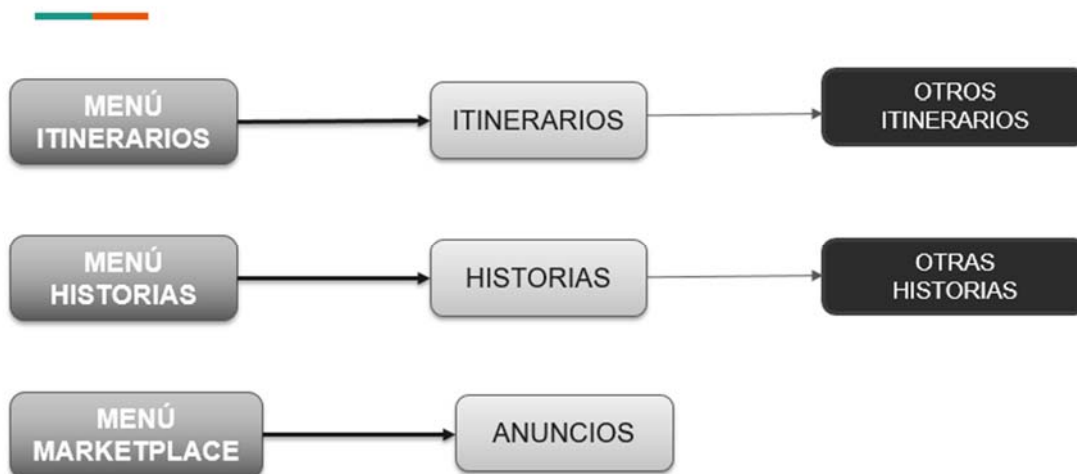 MENÚ
ITINERARIOS
ITINERARIOS
OTROS
ITINERARIOS
MENÚ
HISTORIAS
HISTORIAS
OTRAS
HISTORIAS
MENÚ
MARKETPLACE
ANUNCIOS